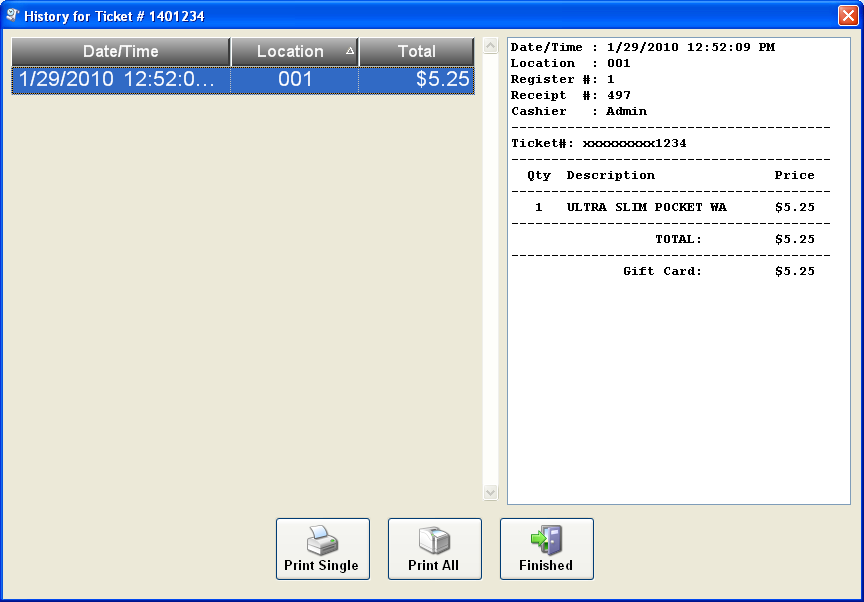 History for Ticket # 1401234
Date/Time Location Total
1/29/2010 12:52:0... 001 $5.25
Date/Time : 1/29/2010 12:52:09 PM
Location : 001
Register #: 1
Receipt #: 497
Cashier : Admin
----------------------------------------
Ticket#: xxxxxxxxx1234
----------------------------------------
Qty Description Price
----------------------------------------
1 ULTRA SLIM POCKET WA $5.25
----------------------------------------
TOTAL: $5.25
----------------------------------------
Gift Card: $5.25
Print Single Print All Finished